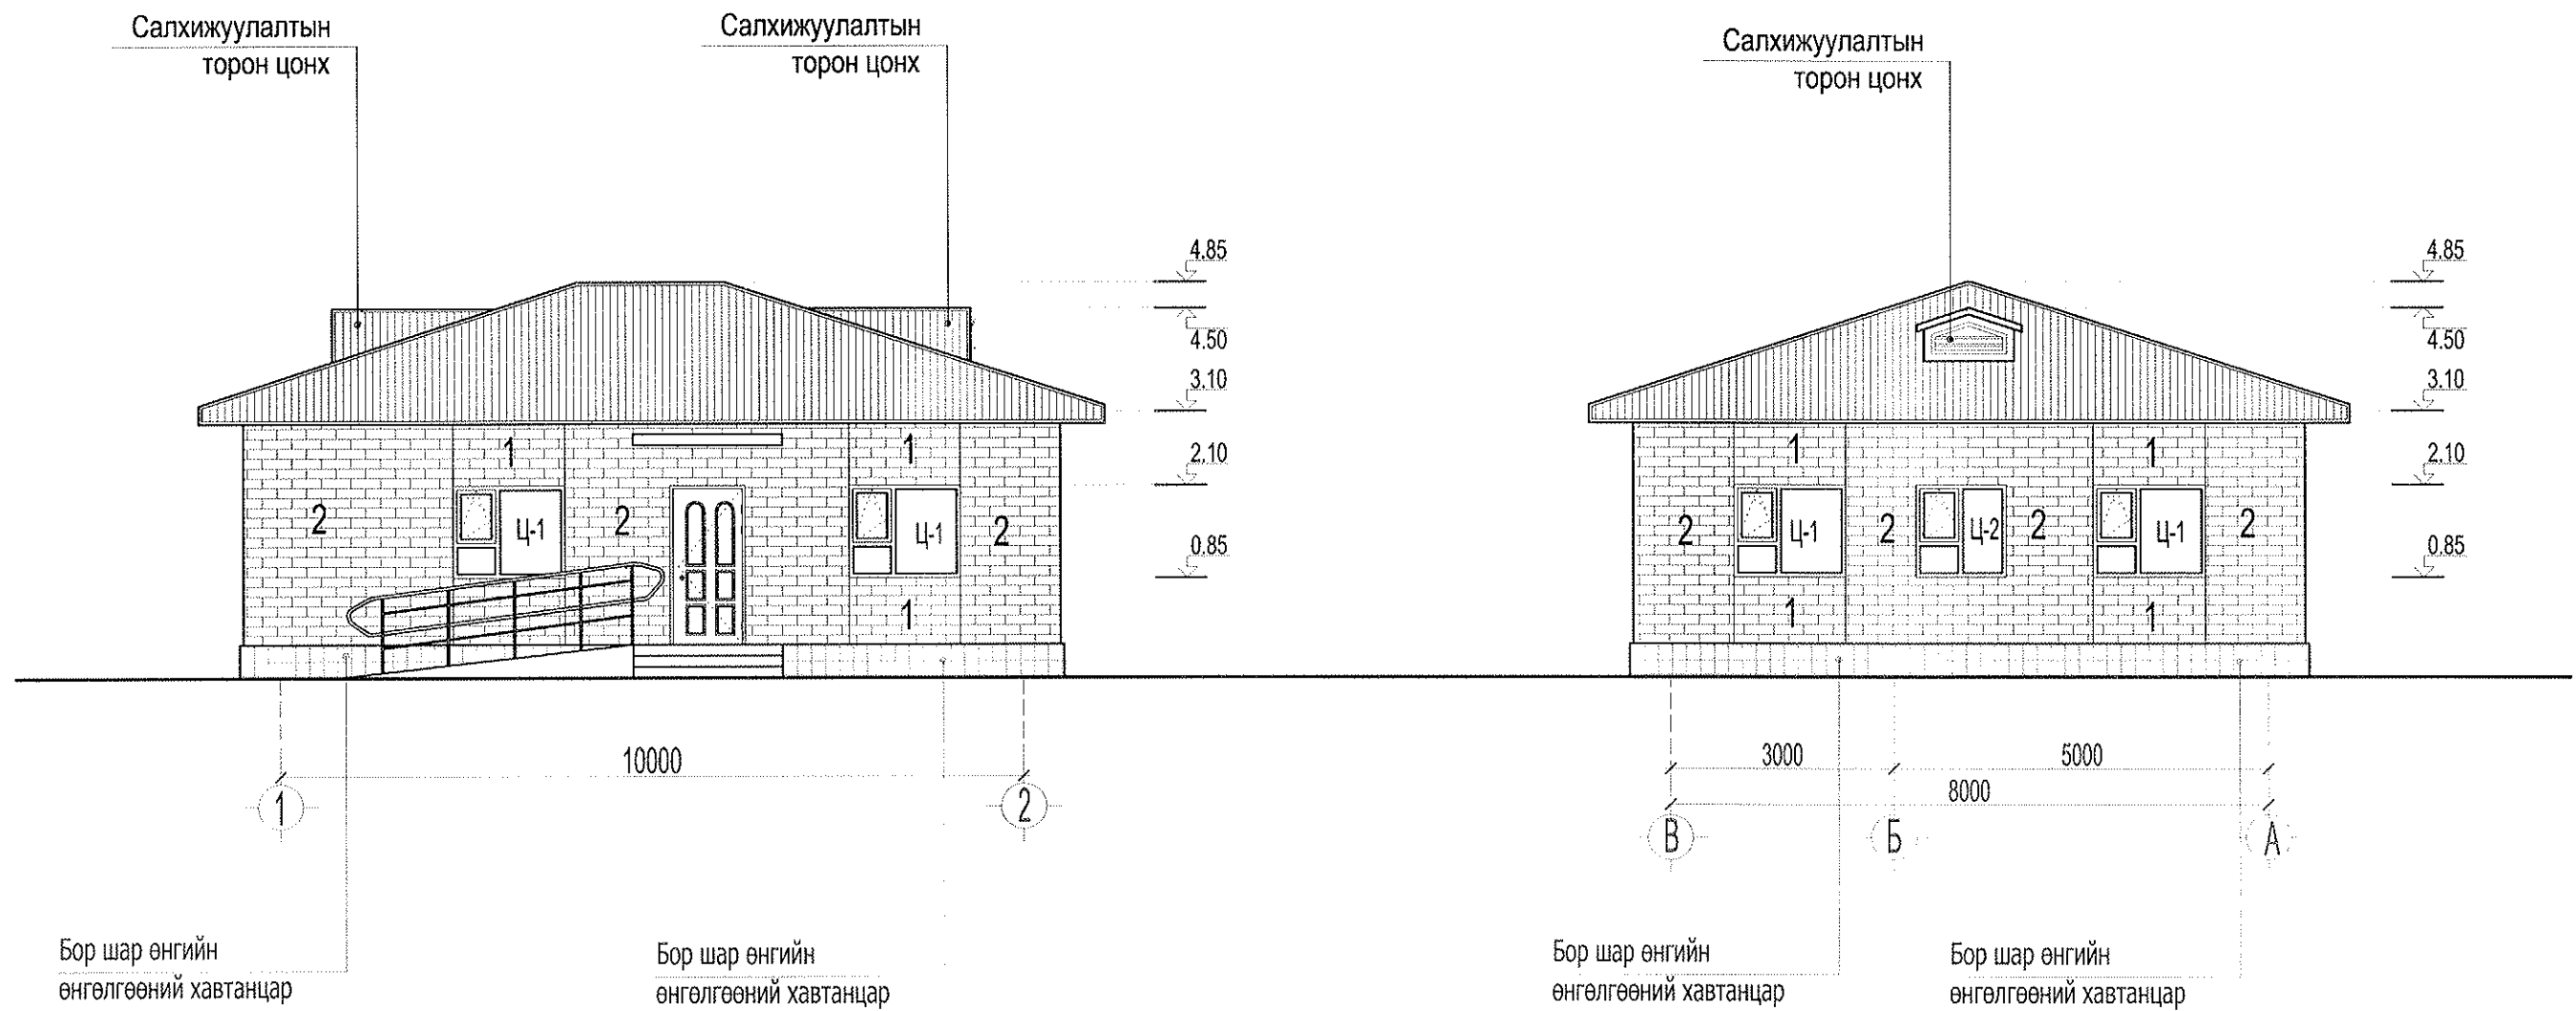 Салхижуулалтын
торон цонх
Салхижуулалтын
торон цонх
4.85
4.50
3.10
2.10
0.85
1
1
2
Ц-1
2
Ц-1
2
1
10000
1
2
Бор шар өнгийн
өнгөлгөөний хавтанцар
Бор шар өнгийн
өнгөлгөөний хавтанцар
Салхижуулалтын
торон цонх
4.85
4.50
3.10
2.10
0.85
1
1
2
Ц-1
2
Ц-2
2
Ц-1
2
1
1
3000
5000
8000
В
Б
А
Бор шар өнгийн
өнгөлгөөний хавтанцар
Бор шар өнгийн
өнгөлгөөний хавтанцар